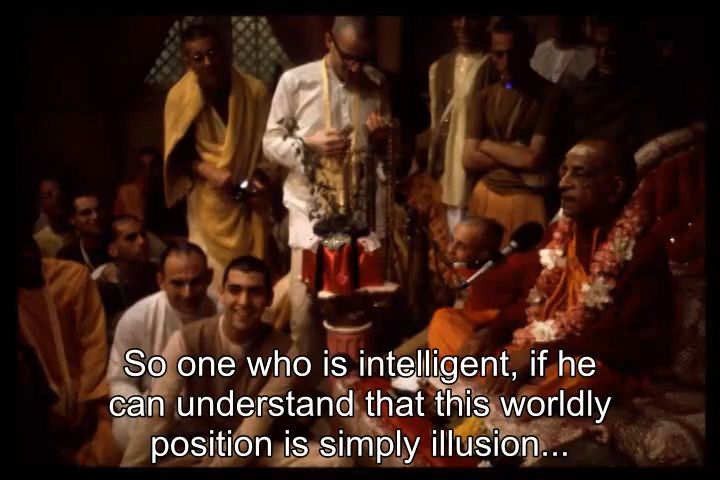 So one who is intelligent, if he
can understand that this worldly
position is simply illusion...